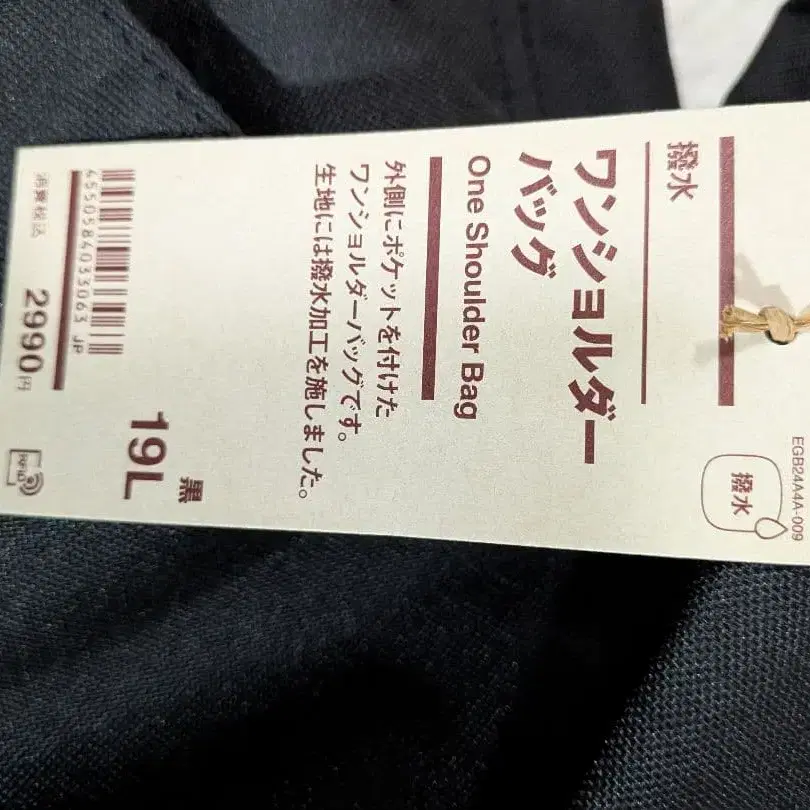 EGB24A4A-009
撥水
撥水
ワンショルダー
バッグ
One Shoulder Bag
外側にポケットを付けた
ワンショルダーバッグです。
生地には撥水加工を施しました。
黒
19L
4550584033063 JP
消費税込 2990円
RFID